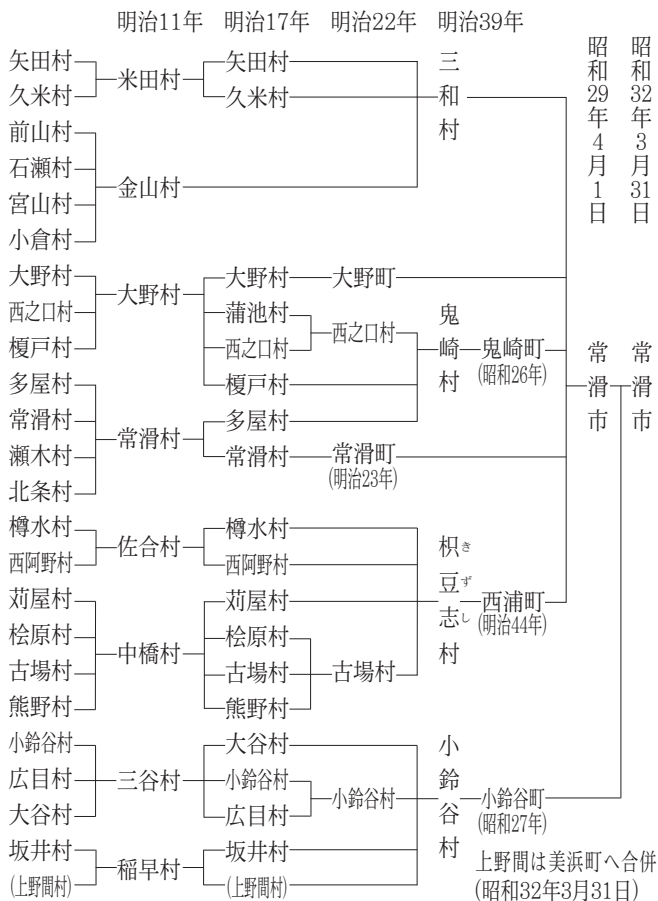 明治11年 明治17年 明治22年 明治39年
昭和29年4月1日
昭和32年3月31日
矢田村
久米村
前山村
石瀬村
宮山村
小倉村
大野村
西之口村
榎戸村
多屋村
常滑村
瀬木村
北条村
樽水村
西阿野村
苅屋村
桧原村
古場村
熊野村
小鈴谷村
広目村
大谷村
坂井村
(上野間村)
米田村
金山村
大野村
常滑村
佐合村
中橋村
三谷村
稲早村
矢田村
久米村
大野村
蒲池村
西之口村
榎戸村
多屋村
常滑村
樽水村
西阿野村
苅屋村
桧原村
古場村
熊野村
大谷村
小鈴谷村
広目村
坂井村
(上野間村)
大野町
西之口村
常滑町
(明治23年)
古場村
小鈴谷村
三和村
鬼崎村
枳豆志村
きずし
小鈴谷村
鬼崎町
(昭和26年)
西浦町
(明治44年)
小鈴谷町
(昭和27年)
常滑市
常滑市
上野間は美浜町へ合併
(昭和32年3月31日)